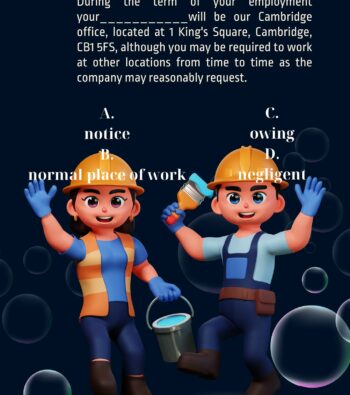 During the term of your employment
your___________will be our Cambridge
office, located at 1 King's Square, Cambridge,
CB1 5FS, although you may be required to work
at other locations from time to time as the
company may reasonably request.
A.
notice
B.
normal place of work
C.
owing
D.
negligent